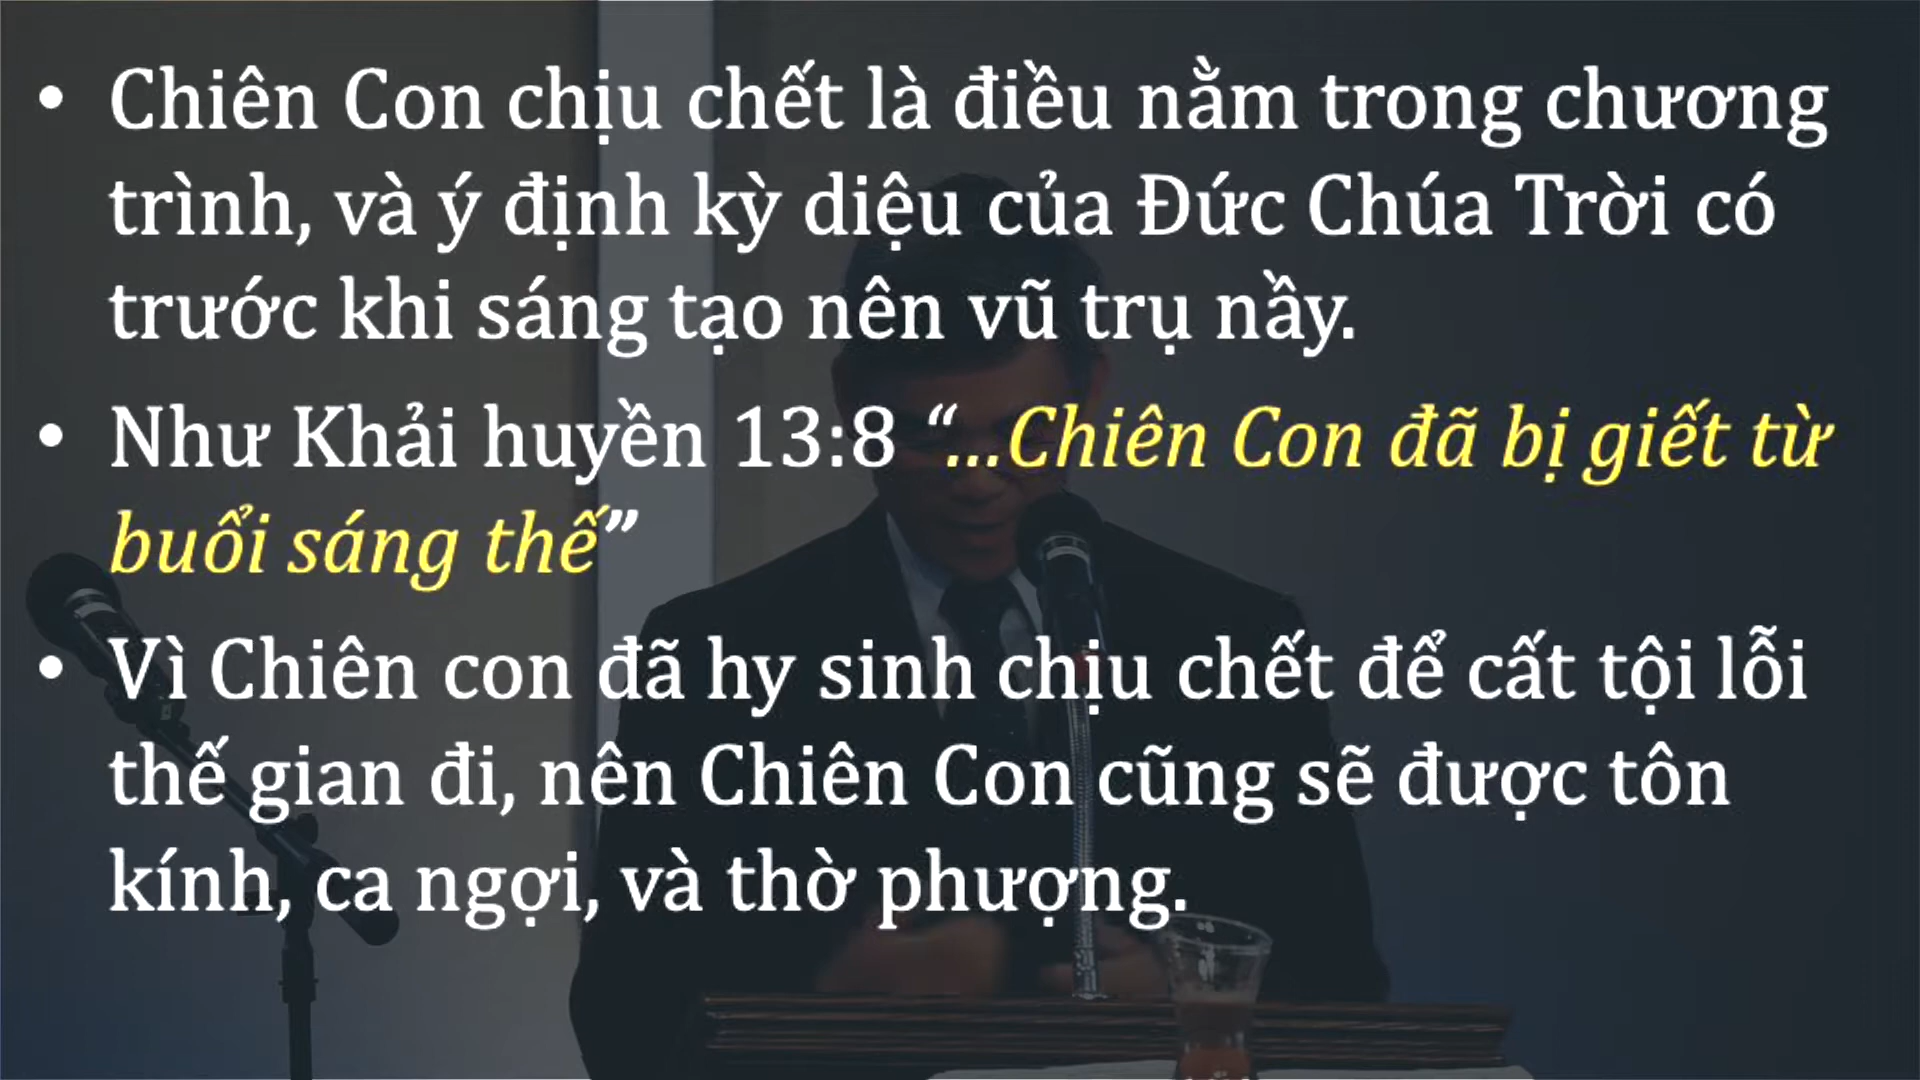 • Chiên Con chịu chết là điều nằm trong chương
trình, và ý định kỳ diệu của Đức Chúa Trời có
trước khi sáng tạo nên vũ trụ nầy.
• Như Khải huyền 13:8 “…Chiên Con đã bị giết từ
buổi sáng thế”
• Vì Chiên con đã hy sinh chịu chết để cất tội lỗi
thế gian đi, nên Chiên Con cũng sẽ được tôn
kính, ca ngợi, và thờ phượng.